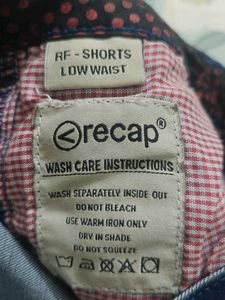 RF - SHORTS
LOW WAIST
recap®
WASH CARE INSTRUCTIONS
WASH SEPARATELY INSIDE OUT
DO NOT BLEACH
USE WARM IRON ONLY
DRY IN SHADE
DO NOT SQUEEZE